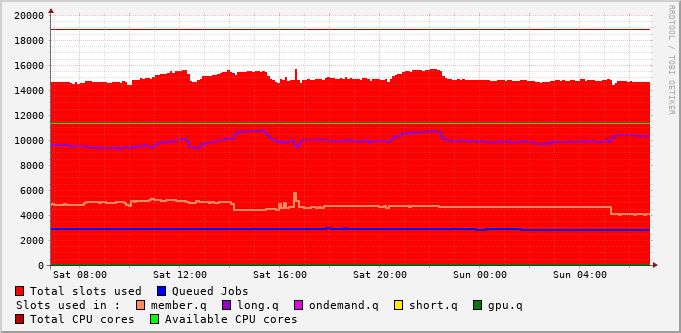 20000
18000
16000
14000
12000
10000
8000
6000
4000
2000
0
Sat 08:00 Sat 12:00 Sat 16:00 Sat 20:00 Sun 00:00 Sun 04:00
RRDTOOL / TOBI OETIKER
Total slots used Queued Jobs
Slots used in : member.q long.q ondemand.q short.q gpu.q
Total CPU cores Available CPU cores